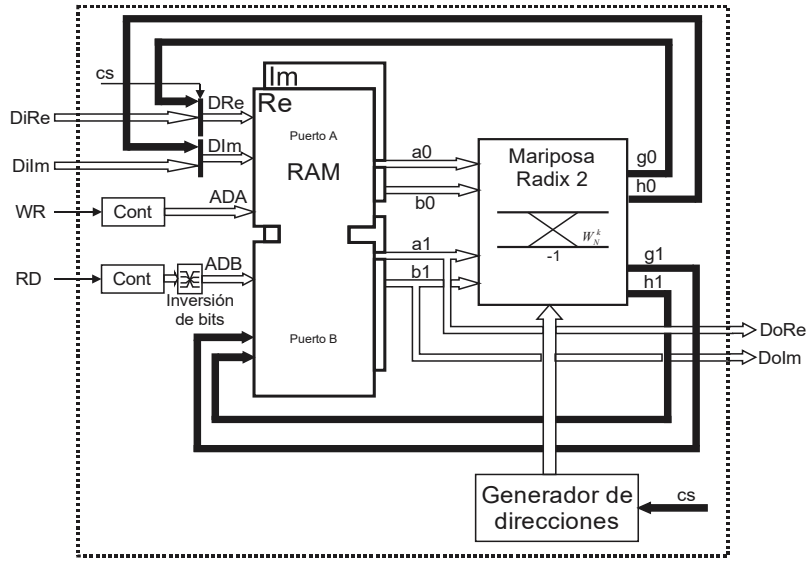 cs
Im
Re
DRe
DiRe
Puerto A
DIm
RAM
DiIm
a0
b0
Mariposa
Radix 2
g0
h0
WR
Cont
ADA
W_N^k
-1
a1
b1
g1
h1
RD
Cont
ADB
Inversión
de bits
Puerto B
DoRe
DoIm
Generador de
direcciones
cs